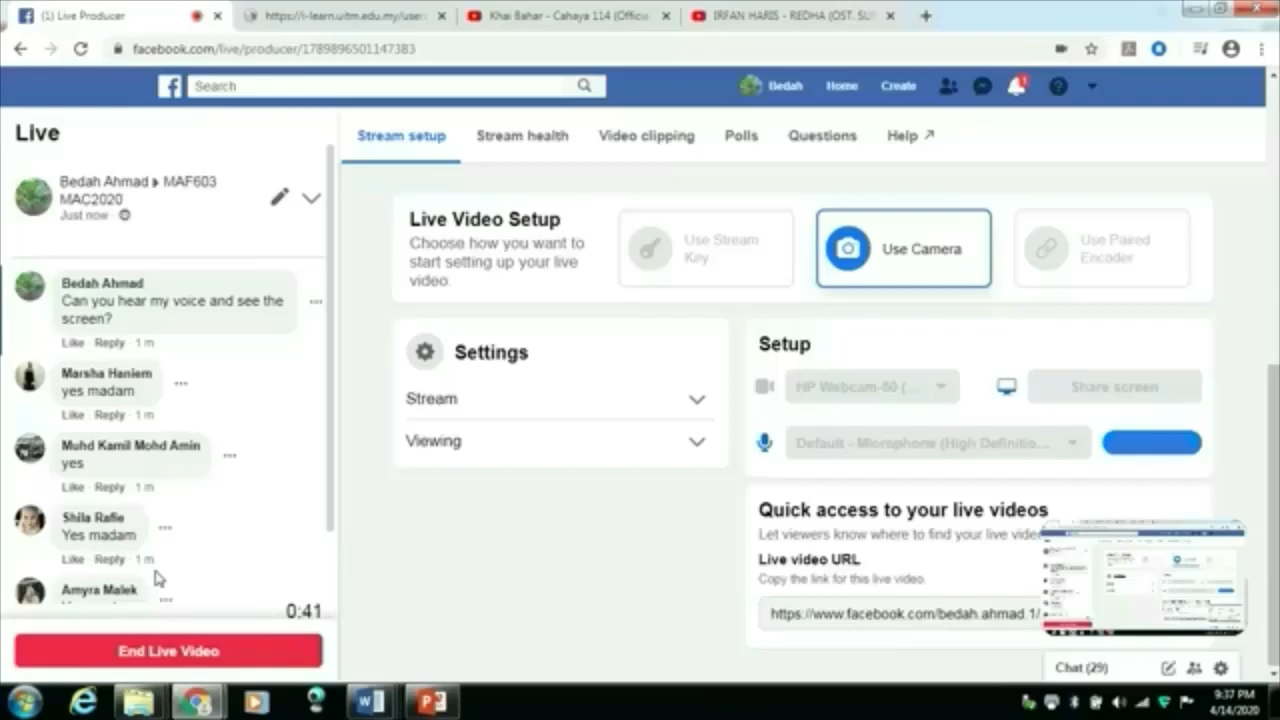 (1) Live Producer
https://i-learn.uitm.edu.my/user
Khai Bahar - Cahaya 114 (Officia
IRFAN HARIS - REDHA (OST. SU
facebook.com/live/producer/1789896501147383
Search
Bedah
Home
Create
1
Live
Bedah Ahmad ▸ MAF603
MAC2020
Just now ·
Bedah Ahmad
Can you hear my voice and see the
screen?
Like · Reply · 1 m
Marsha Haniem
yes madam
Like · Reply · 1 m
Muhd Kamil Mohd Amin
yes
Like · Reply · 1 m
Shila Rafie
Yes madam
Like · Reply · 1 m
Amyra Malek
0:41
End Live Video
Stream setup
Stream health
Video clipping
Polls
Questions
Help
Live Video Setup
Choose how you want to
start setting up your live
video.
Use Stream
Key
Use Camera
Use Paired
Encoder
Settings
Stream
Viewing
Setup
HP Webcam-50 (...
Share screen
Default - Microphone (High Definitio...
Quick access to your live videos
Let viewers know where to find your live
Live video URL
Copy the link for this live video.
https://www.facebook.com/bedah.ahmad.1/
Chat (29)
9:37 PM
4/14/2020